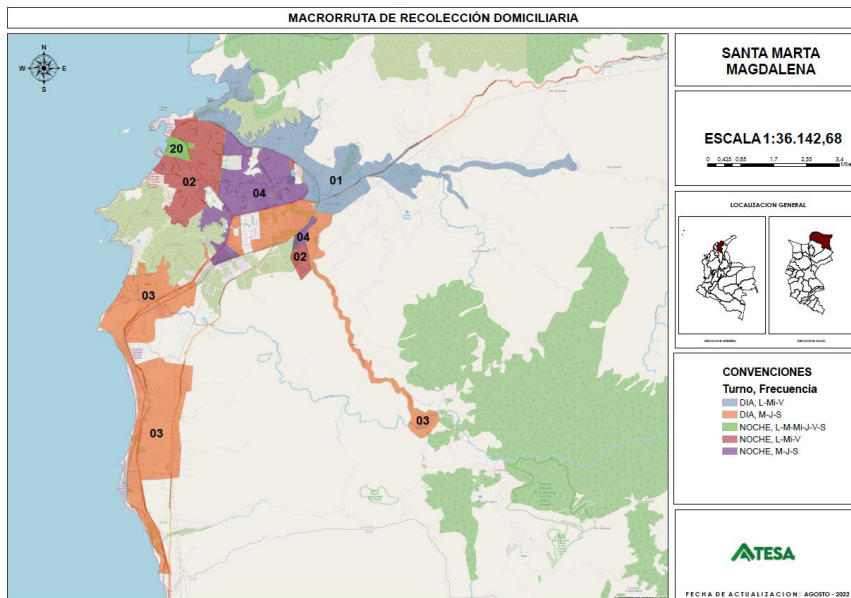 MACRORRUTA DE RECOLECCIÓN DOMICILIARIA
N
W E
S
20
02
04
01
04
02
03
03
03
SANTA MARTA
MAGDALENA
ESCALA 1:36.142,68
0 0,425 0,85 1,7 2,55 3,4
LOCALIZACION GENERAL
CONVENCIONES
Turno, Frecuencia
DIA, L-Mi-V
DIA, M-J-S
NOCHE, L-M-Mi-J-V-S
NOCHE, L-Mi-V
NOCHE, M-J-S
ATESA
FECHA DE ACTUALIZACION: AGOSTO - 2022